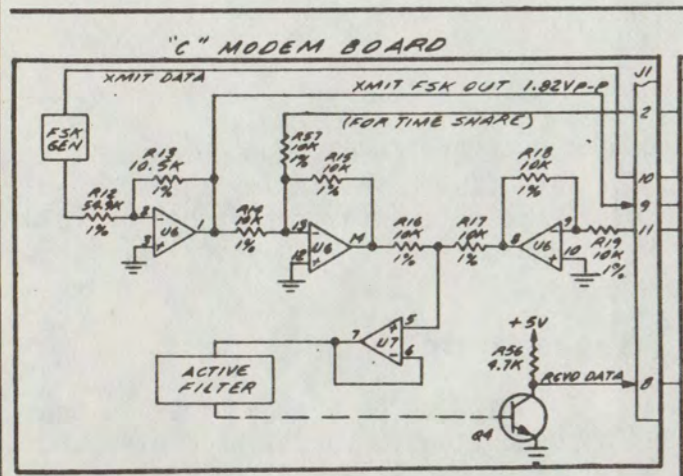 "C" MODEM BOARD
J1
XMIT DATA
XMIT FSK OUT 1.82V p-p
2
FSK GEN
(FOR TIME SHARE)
R57
10K
1%
R13
10.5K
1%
R15
10K
1%
R18
10K
1%
10
9
11
R12
54.9K
1%
2
-
3
+
U6
1
R14
10K
1%
13
-
12
+
U6
14
R16
10K
1%
R17
10K
1%
8
U6
9
-
10
+
R19
10K
1%
7
U7
+
5
-
6
ACTIVE
FILTER
+5V
R56
4.7K
RCVD DATA
8
Q4